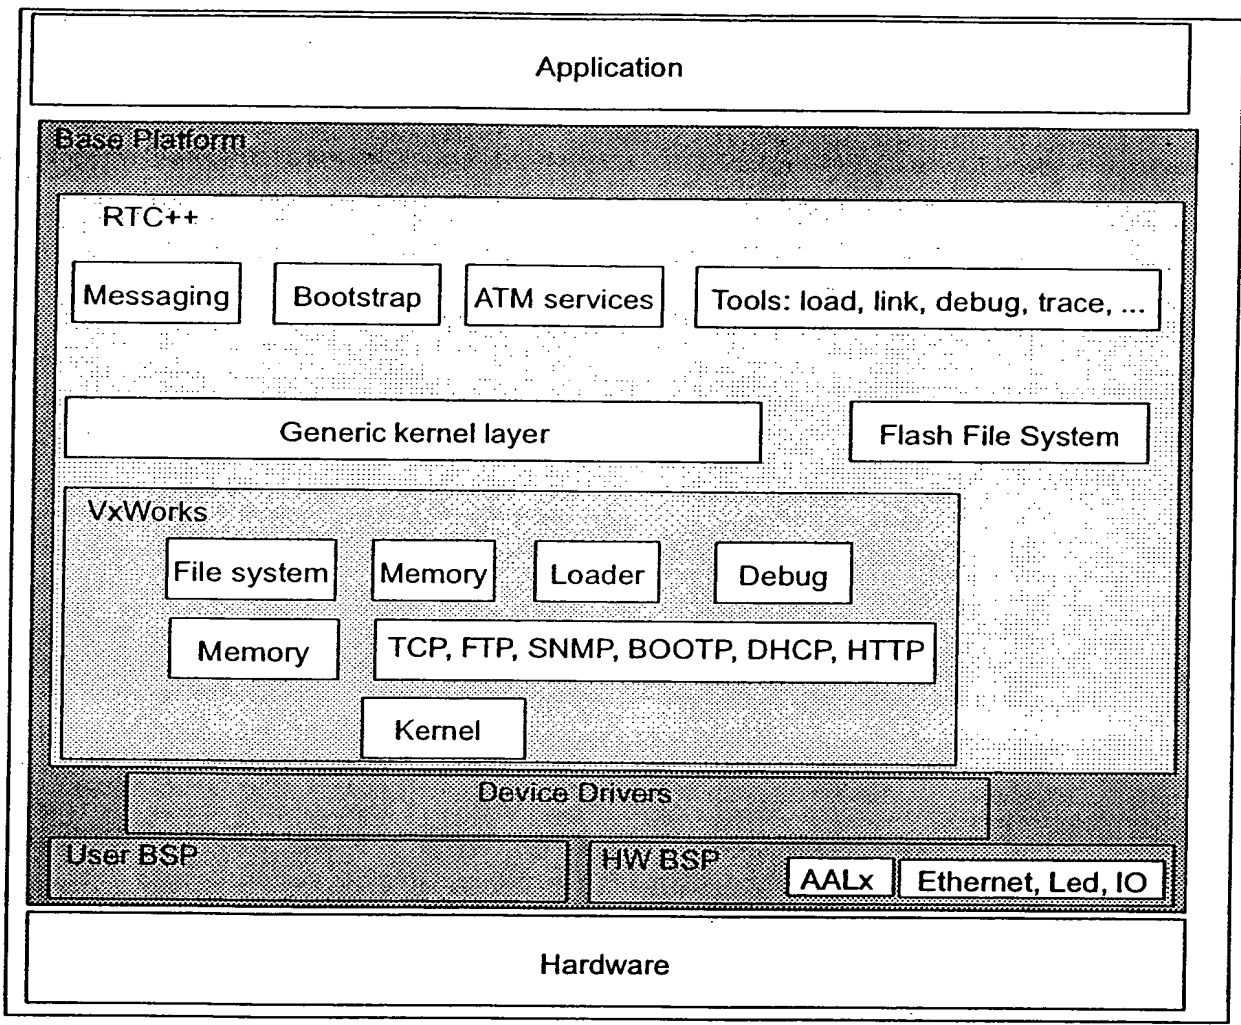 Application
Base Platform
RTC++
Messaging
Bootstrap
ATM services
Tools: load, link, debug, trace, ...
Generic kernel layer
Flash File System
VxWorks
File system
Memory
Loader
Debug
Memory
TCP, FTP, SNMP, BOOTP, DHCP, HTTP
Kernel
Device Drivers
User BSP
HW BSP
AALx
Ethernet, Led, IO
Hardware